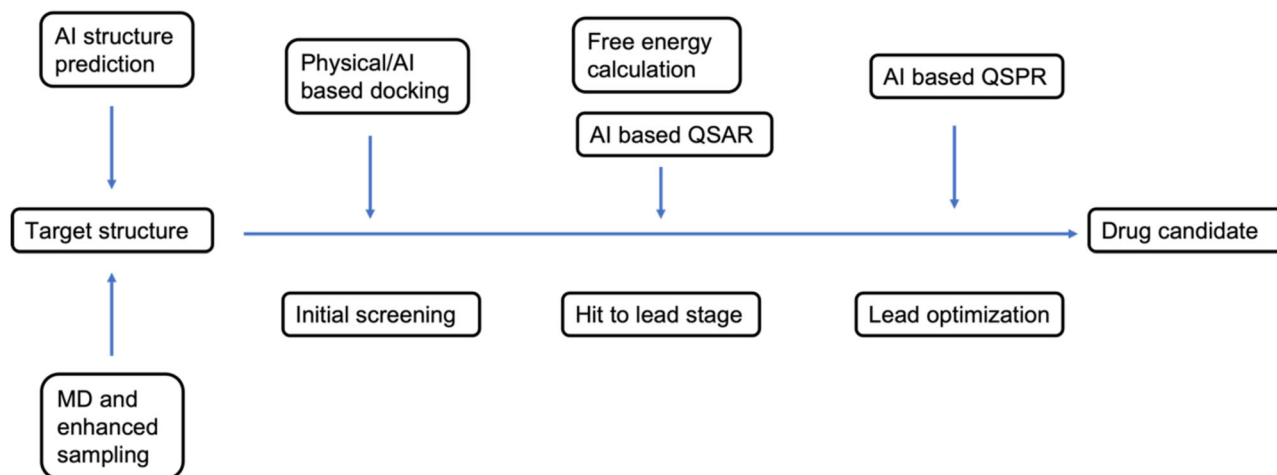 AI structure
prediction
Physical/AI
based docking
Free energy
calculation
AI based QSAR
AI based QSPR
Target structure
Drug candidate
Initial screening
Hit to lead stage
Lead optimization
MD and
enhanced
sampling